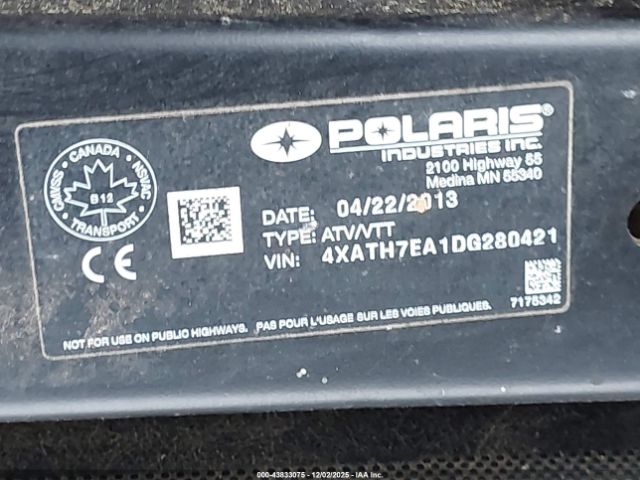 POLARIS®
INDUSTRIES INC.
2100 Highway 55
Medina MN 55340
CANADA
CMVSS NSVAC
B 12
TRANSPORT
CE
DATE: 04/22/2013
TYPE: ATV/VTT
VIN: 4XATH7EA1DG280421
7175342
NOT FOR USE ON PUBLIC HIGHWAYS. PAS POUR L'USAGE SUR LES VOIES PUBLIQUES.
000-43833075 - 12/02/2025 - IAA Inc.